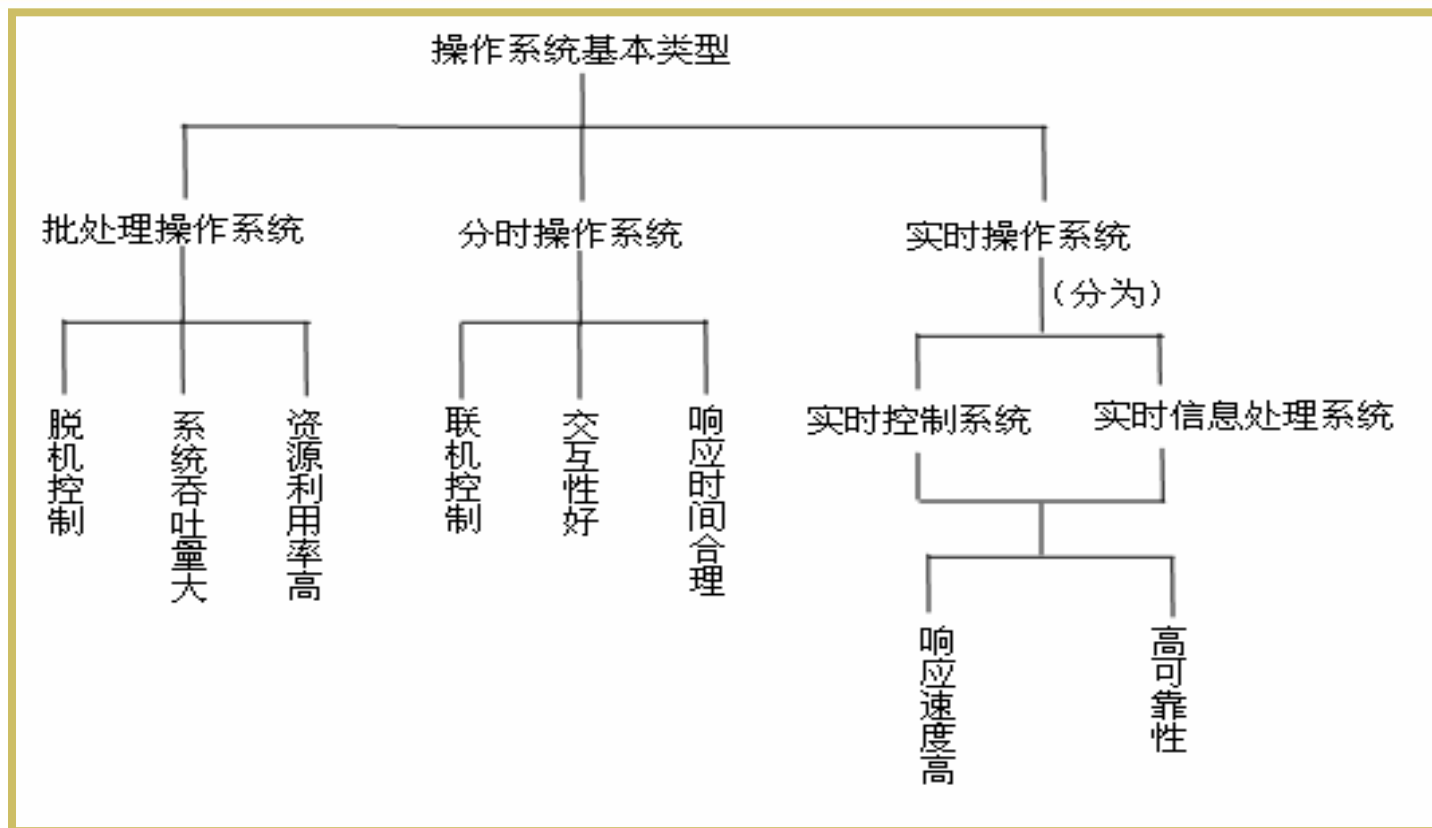 操作系统基本类型
批处理操作系统
分时操作系统
实时操作系统
(分为)
脱机控制
系统吞吐量大
资源利用率高
联机控制
交互性好
响应时间合理
实时控制系统
实时信息处理系统
响应速度高
高可靠性